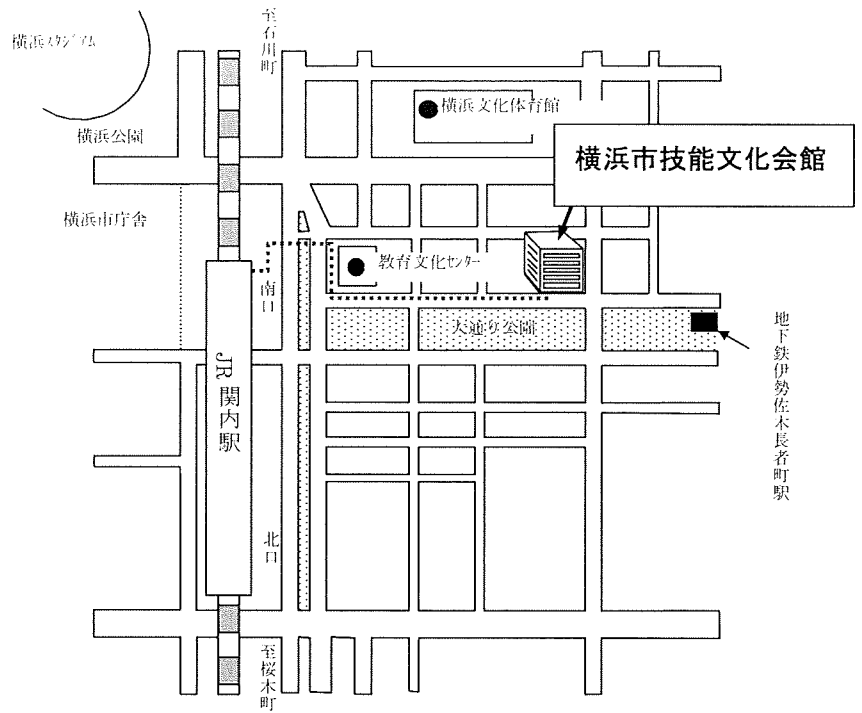 至石川町
横浜スタジアム
横浜文化体育館
横浜公園
横浜市技能文化会館
横浜市庁舎
教育文化センター
南口
大通り公園
地下鉄伊勢佐木長者町駅
JR関内駅
北口
至桜木町